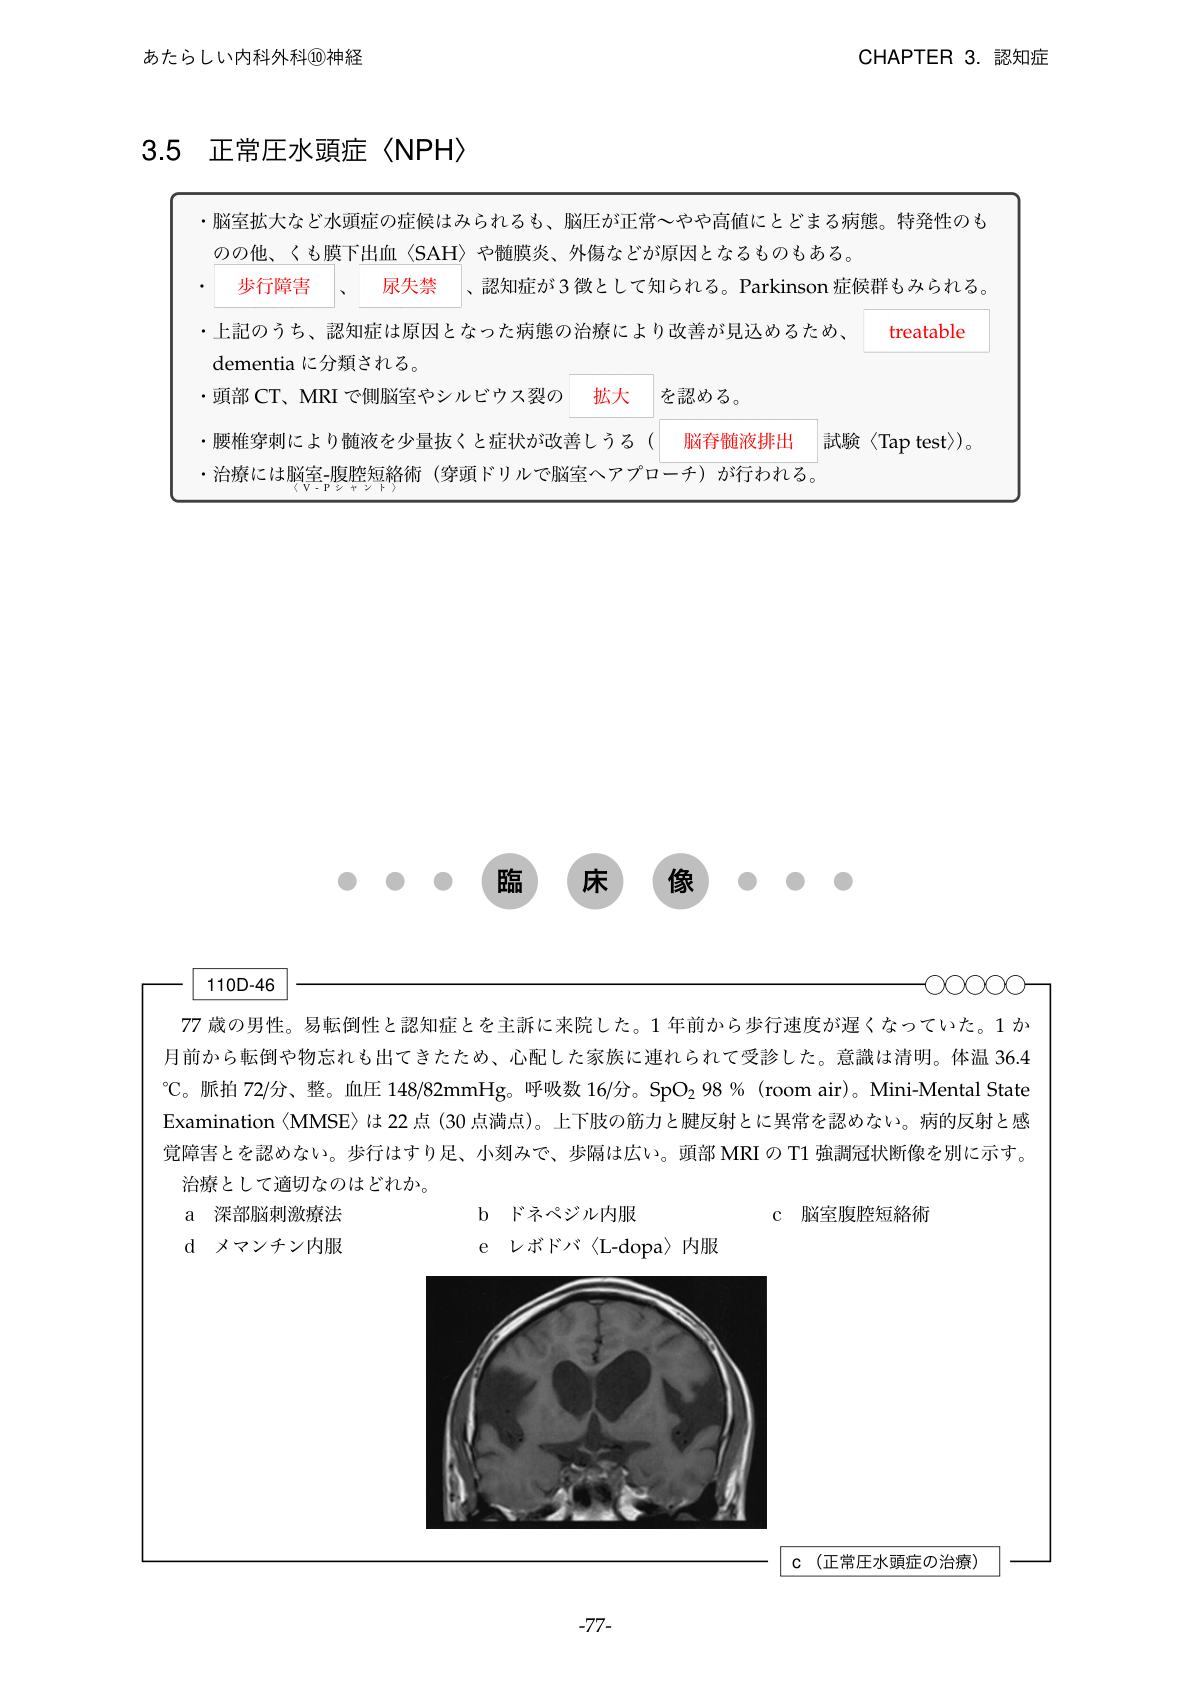 あたらしい内科外科⑩神経
CHAPTER 3. 認知症
3.5 正常圧水頭症〈NPH〉
・脳室拡大など水頭症の症候はみられるも、脳圧が正常〜やや高値にとどまる病態。特発性のも
のの他、くも膜下出血〈SAH〉や髄膜炎、外傷などが原因となるものもある。
・ 歩行障害 、 尿失禁 、認知症が 3 徴として知られる。Parkinson 症候群もみられる。
・上記のうち、認知症は原因となった病態の治療により改善が見込めるため、 treatable
dementia に分類される。
・頭部 CT、MRI で側脳室やシルビウス裂の 拡大 を認める。
・腰椎穿刺により髄液を少量抜くと症状が改善しうる（ 脳脊髄液排出 試験〈Tap test〉）。
・治療には脳室-腹腔短絡術（穿頭ドリルで脳室へアプローチ）が行われる。
〈V-Pシャント〉
臨床像
110D-46
77 歳の男性。易転倒性と認知症とを主訴に来院した。1 年前から歩行速度が遅くなっていた。1 か
月前から転倒や物忘れも出てきたため、心配した家族に連れられて受診した。意識は清明。体温 36.4
℃。脈拍 72/分、整。血圧 148/82mmHg。呼吸数 16/分。SpO₂ 98 %（room air）。Mini-Mental State
Examination〈MMSE〉は 22 点（30 点満点）。上下肢の筋力と腱反射とに異常を認めない。病的反射と感
覚障害とを認めない。歩行はすり足、小刻みで、歩隔は広い。頭部 MRI の T1 強調冠状断像を別に示す。
治療として適切なのはどれか。
a 深部脳刺激療法 b ドネペジル内服 c 脳室腹腔短絡術
d メマンチン内服 e レボドパ〈L-dopa〉内服
c （正常圧水頭症の治療）
-77-